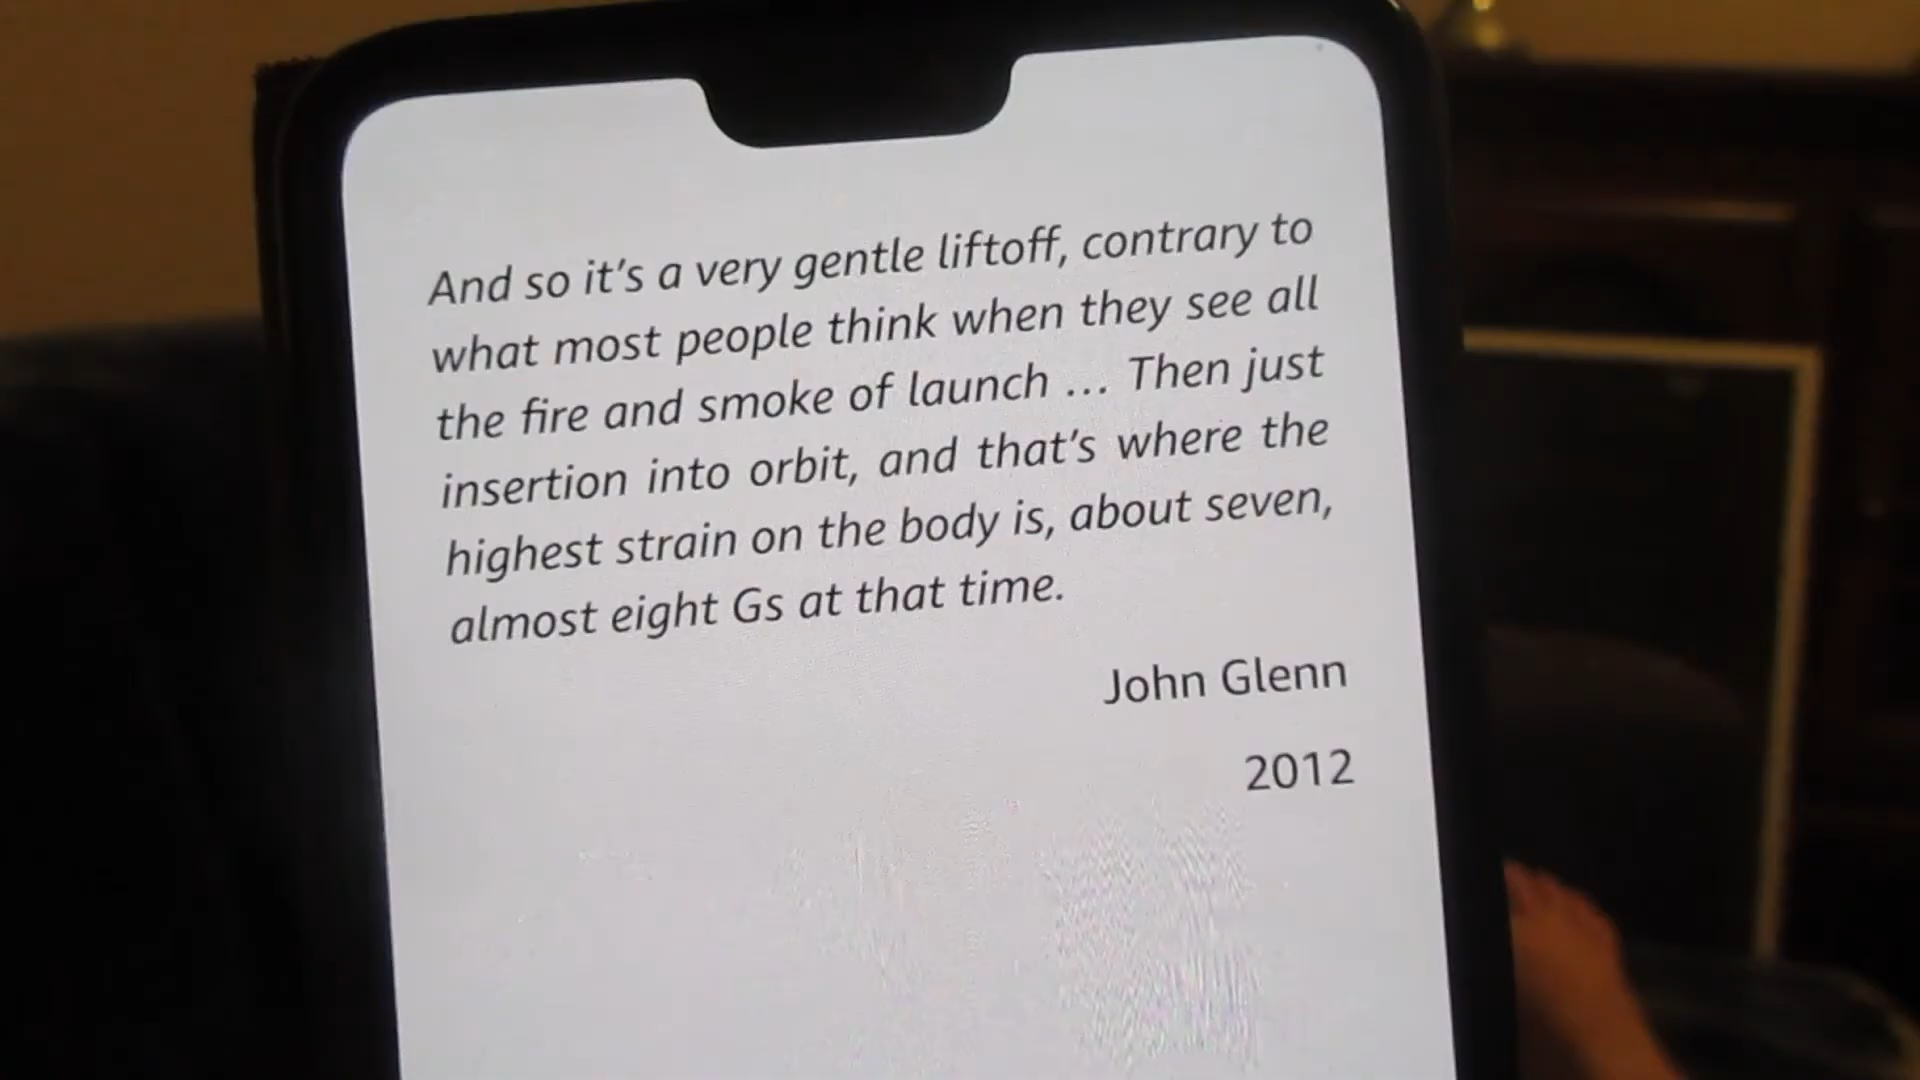 And so it's a very gentle liftoff, contrary to
what most people think when they see all
the fire and smoke of launch … Then just
insertion into orbit, and that's where the
highest strain on the body is, about seven,
almost eight Gs at that time.
John Glenn
2012